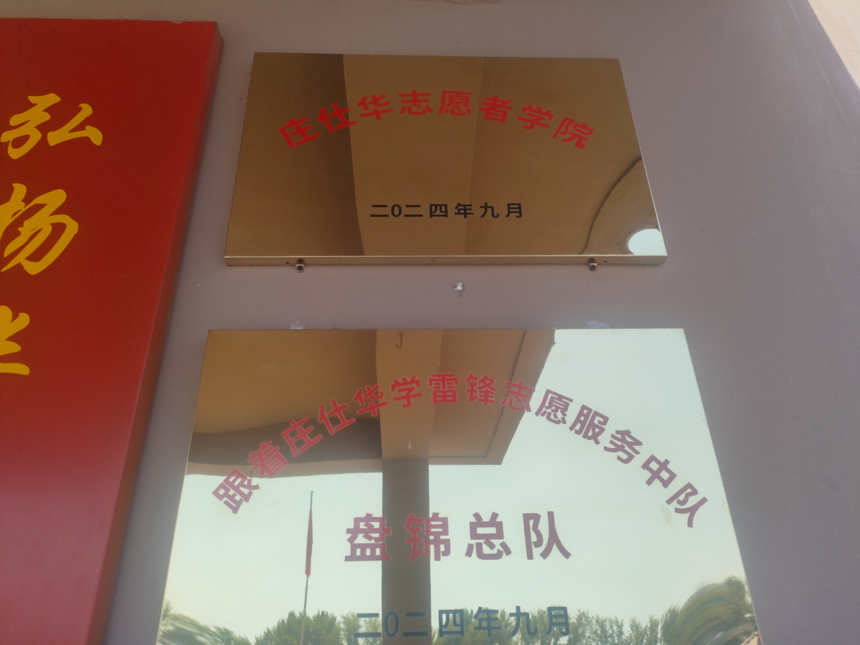 弘扬
庄仕华志愿者学院
二0二四年九月
跟着庄仕华学雷锋志愿服务中队
盘锦总队
二0二四年九月